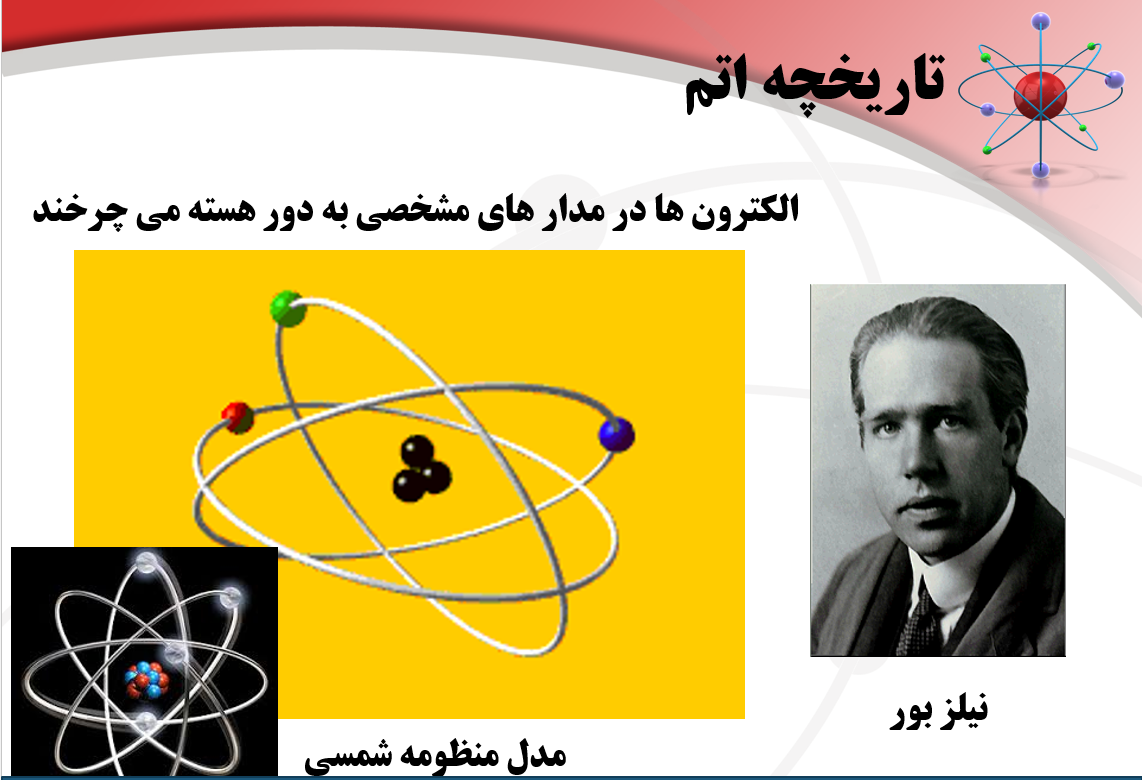 تاریخچه اتم
الکترون ها در مدار های مشخصی به دور هسته می چرخند
نیلز بور
مدل منظومه شمسی